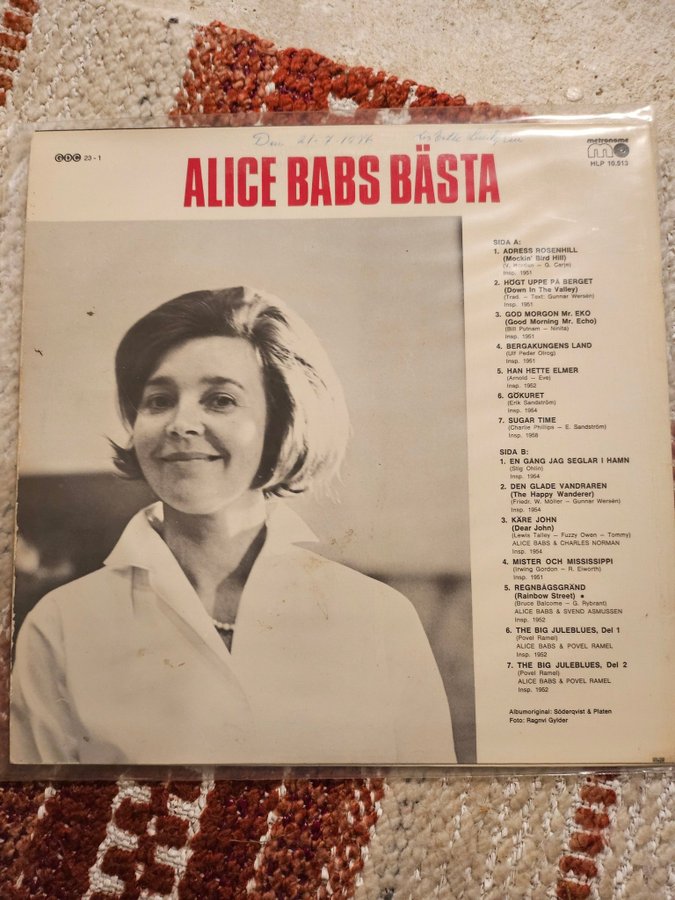 GDC 23-1
Den 21-7 1976
metronome
HLP 10.513
ALICE BABS BÄSTA
SIDA A:
1. ADRESS ROSENHILL
(Mockin' Bird Hill)
(V. Horton — G. Carje)
Insp. 1951
2. HÖGT UPPE PÅ BERGET
(Down In The Valley)
(Trad. — Text: Gunnar Wersén)
Insp. 1951
3. GOD MORGON Mr. EKO
(Good Morning Mr. Echo)
(Bill Putnam — Ninita)
Insp. 1951
4. BERGAKUNGENS LAND
(Ulf Peder Olrog)
Insp. 1951
5. HAN HETTE ELMER
(Arnold — Eve)
Insp. 1952
6. GÖKURET
(Erik Sandström)
Insp. 1954
7. SUGAR TIME
(Charlie Phillips — E. Sandström)
Insp. 1958
SIDA B:
1. EN GÅNG JAG SEGLAR I HAMN
(Stig Ohlin)
Insp. 1954
2. DEN GLADE VANDRAREN
(The Happy Wanderer)
(Friedr. W. Möller — Gunnar Wersén)
Insp. 1954
3. KÄRE JOHN
(Dear John)
(Lewis Talley — Fuzzy Owen — Tommy)
ALICE BABS & CHARLES NORMAN
Insp. 1954
4. MISTER OCH MISSISSIPPI
(Irwing Gordon — R. Elworth)
Insp. 1951
5. REGNBÅGSGRÄND
(Rainbow Street)
(Bruce Balcome — G. Rybrant)
ALICE BABS & SVEND ASMUSSEN
Insp. 1952
6. THE BIG JULEBLUES, Del 1
(Povel Ramel)
ALICE BABS & POVEL RAMEL
Insp. 1952
7. THE BIG JULEBLUES, Del 2
(Povel Ramel)
ALICE BABS & POVEL RAMEL
Insp. 1952
Albumoriginal: Söderqvist & Platen
Foto: Ragnvi Gylder